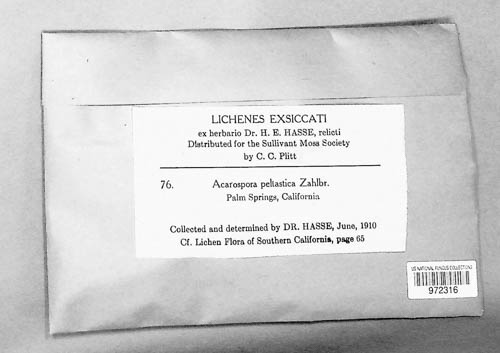 LICHENES EXSICCATI
ex herbario Dr. H. E. HASSE, relicti
Distributed for the Sullivant Moss Society
by C. C. Plitt
76. Acarospora peltastica Zahlbr.
Palm Springs, California
Collected and determined by DR. HASSE, June, 1910
Cf. Lichen Flora of Southern California, page 65
US NATIONAL FUNGUS COLLECTIONS
972316